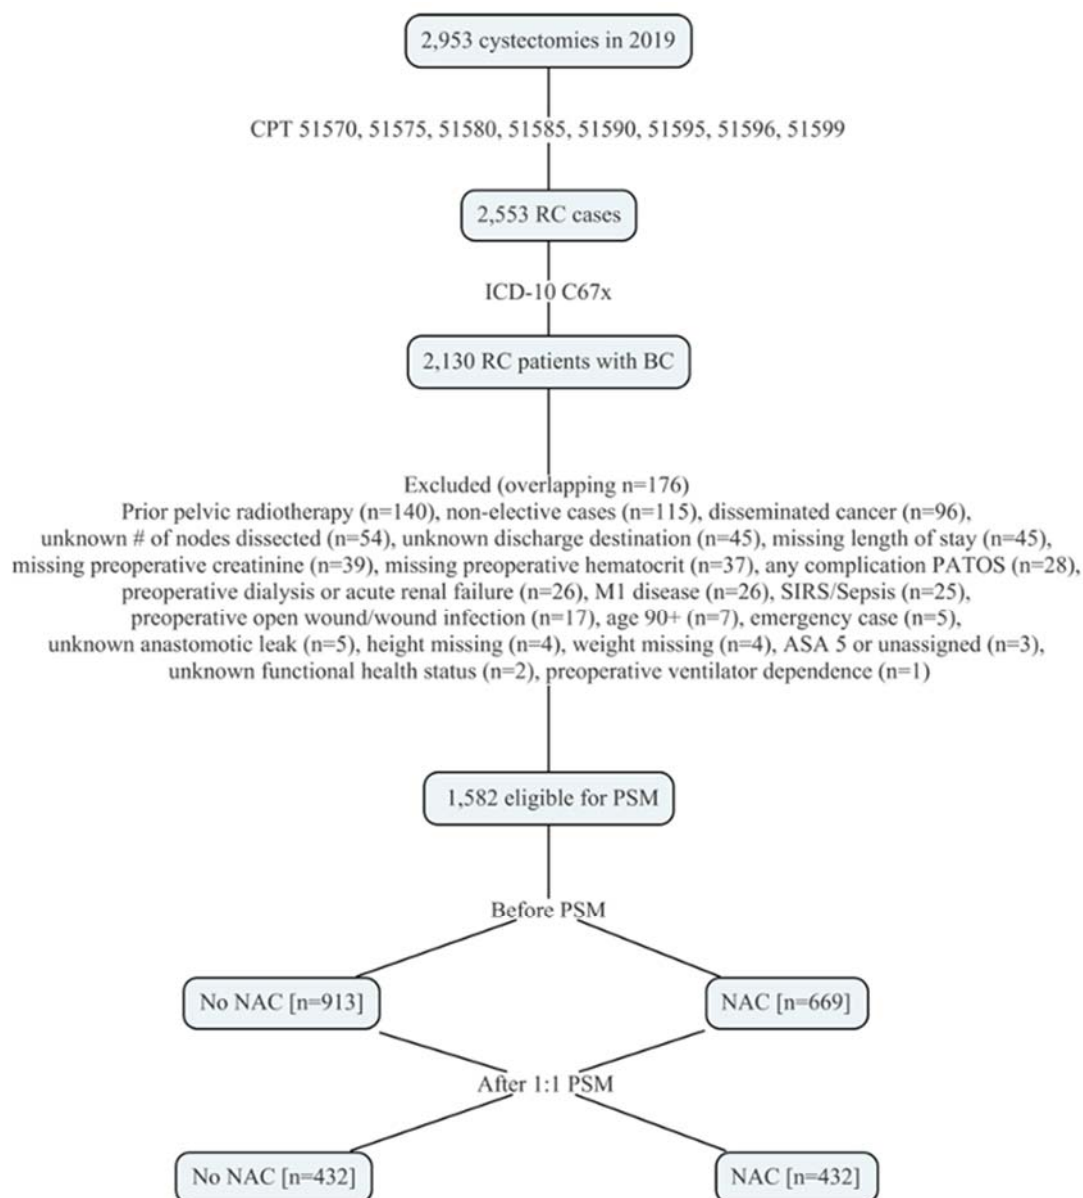 2,953 cystectomies in 2019
CPT 51570, 51575, 51580, 51585, 51590, 51595, 51596, 51599
2,553 RC cases
ICD-10 C67x
2,130 RC patients with BC
Excluded (overlapping n=176)
Prior pelvic radiotherapy (n=140), non-elective cases (n=115), disseminated cancer (n=96),
unknown # of nodes dissected (n=54), unknown discharge destination (n=45), missing length of stay (n=45),
missing preoperative creatinine (n=39), missing preoperative hematocrit (n=37), any complication PATOS (n=28),
preoperative dialysis or acute renal failure (n=26), M1 disease (n=26), SIRS/Sepsis (n=25),
preoperative open wound/wound infection (n=17), age 90+ (n=7), emergency case (n=5),
unknown anastomotic leak (n=5), height missing (n=4), weight missing (n=4), ASA 5 or unassigned (n=3),
unknown functional health status (n=2), preoperative ventilator dependence (n=1)
1,582 eligible for PSM
Before PSM
No NAC [n=913]
NAC [n=669]
After 1:1 PSM
No NAC [n=432]
NAC [n=432]